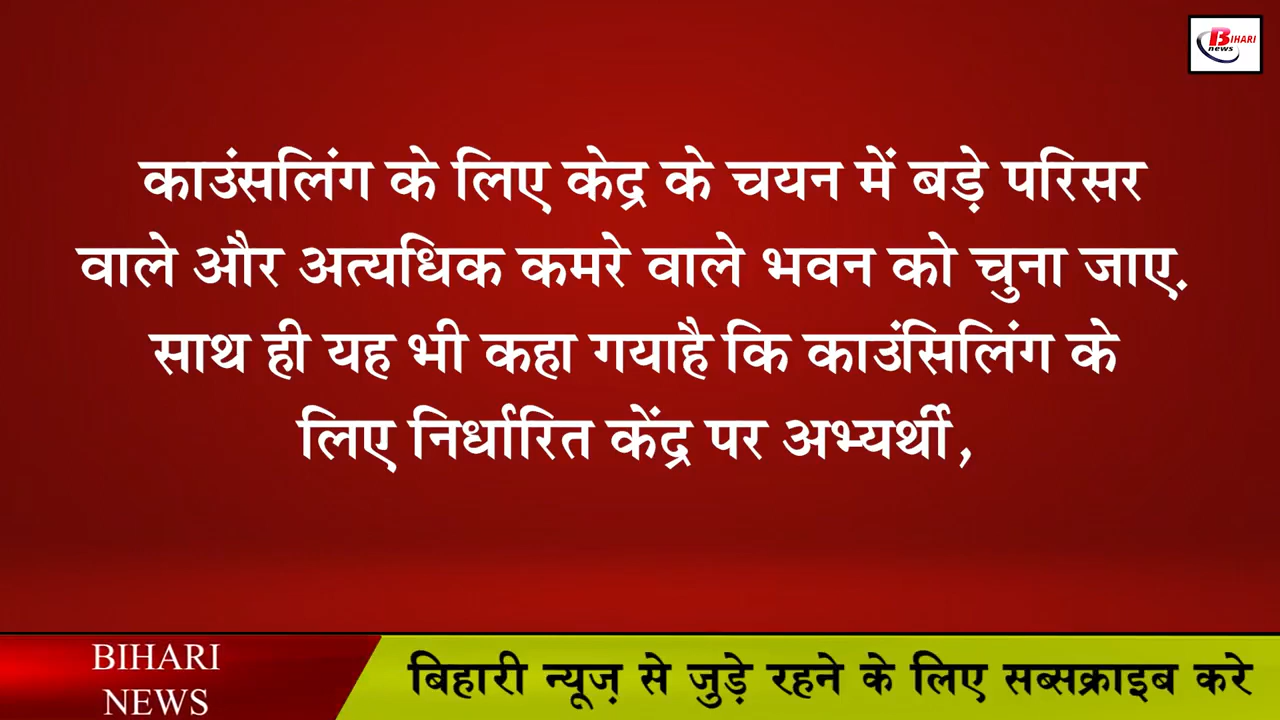 BIHARI
news
काउंसलिंग के लिए केद्र के चयन में बड़े परिसर
वाले और अत्यधिक कमरे वाले भवन को चुना जाए.
साथ ही यह भी कहा गयाहै कि काउंसिलिंग के
लिए निर्धारित केंद्र पर अभ्यर्थी,
BIHARI
NEWS
बिहारी न्यूज़ से जुड़े रहने के लिए सब्सक्राइब करे